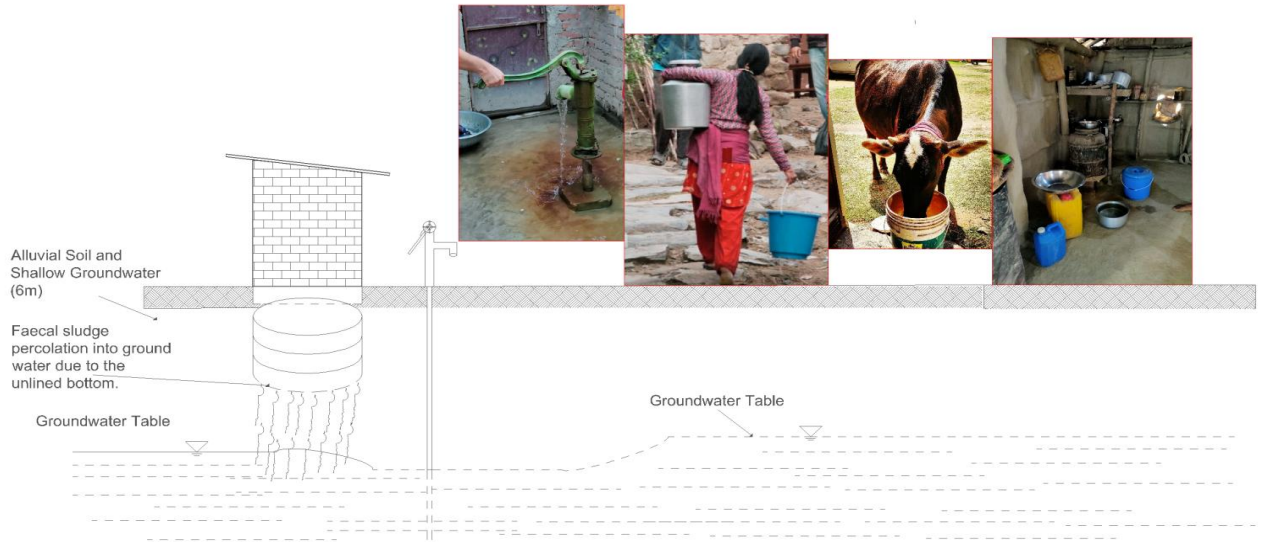 Alluvial Soil and
Shallow Groundwater
(6m)
Faecal sludge
percolation into ground
water due to the
unlined bottom.
Groundwater Table
Groundwater Table